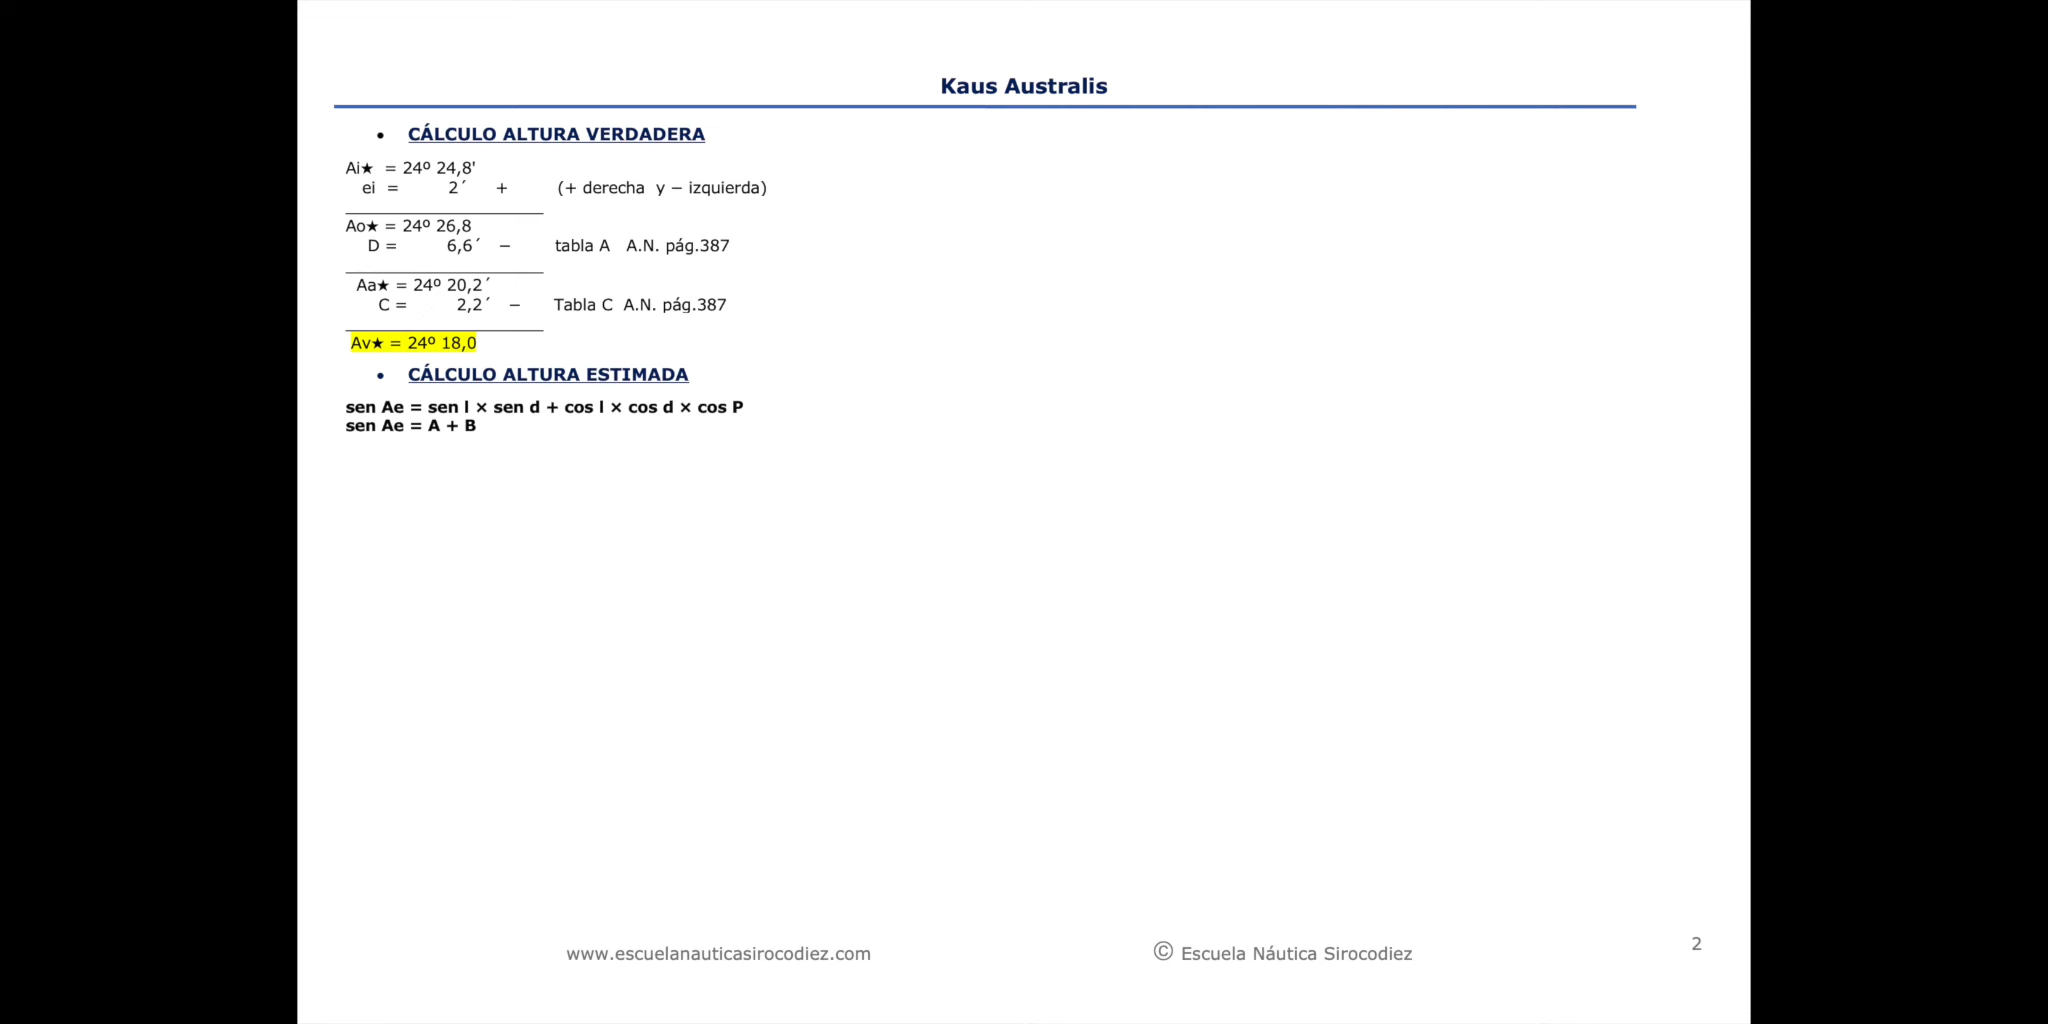 Kaus Australis
• CÁLCULO ALTURA VERDADERA
Ai★ = 24º 24,8'
ei = 2´ + (+ derecha y − izquierda)
Ao★ = 24º 26,8
D = 6,6´ − tabla A A.N. pág.387
Aa★ = 24º 20,2´
C = 2,2´ − Tabla C A.N. pág.387
Av★ = 24º 18,0
• CÁLCULO ALTURA ESTIMADA
sen Ae = sen l × sen d + cos l × cos d × cos P
sen Ae = A + B
www.escuelanauticasirocodiez.com © Escuela Náutica Sirocodiez 2